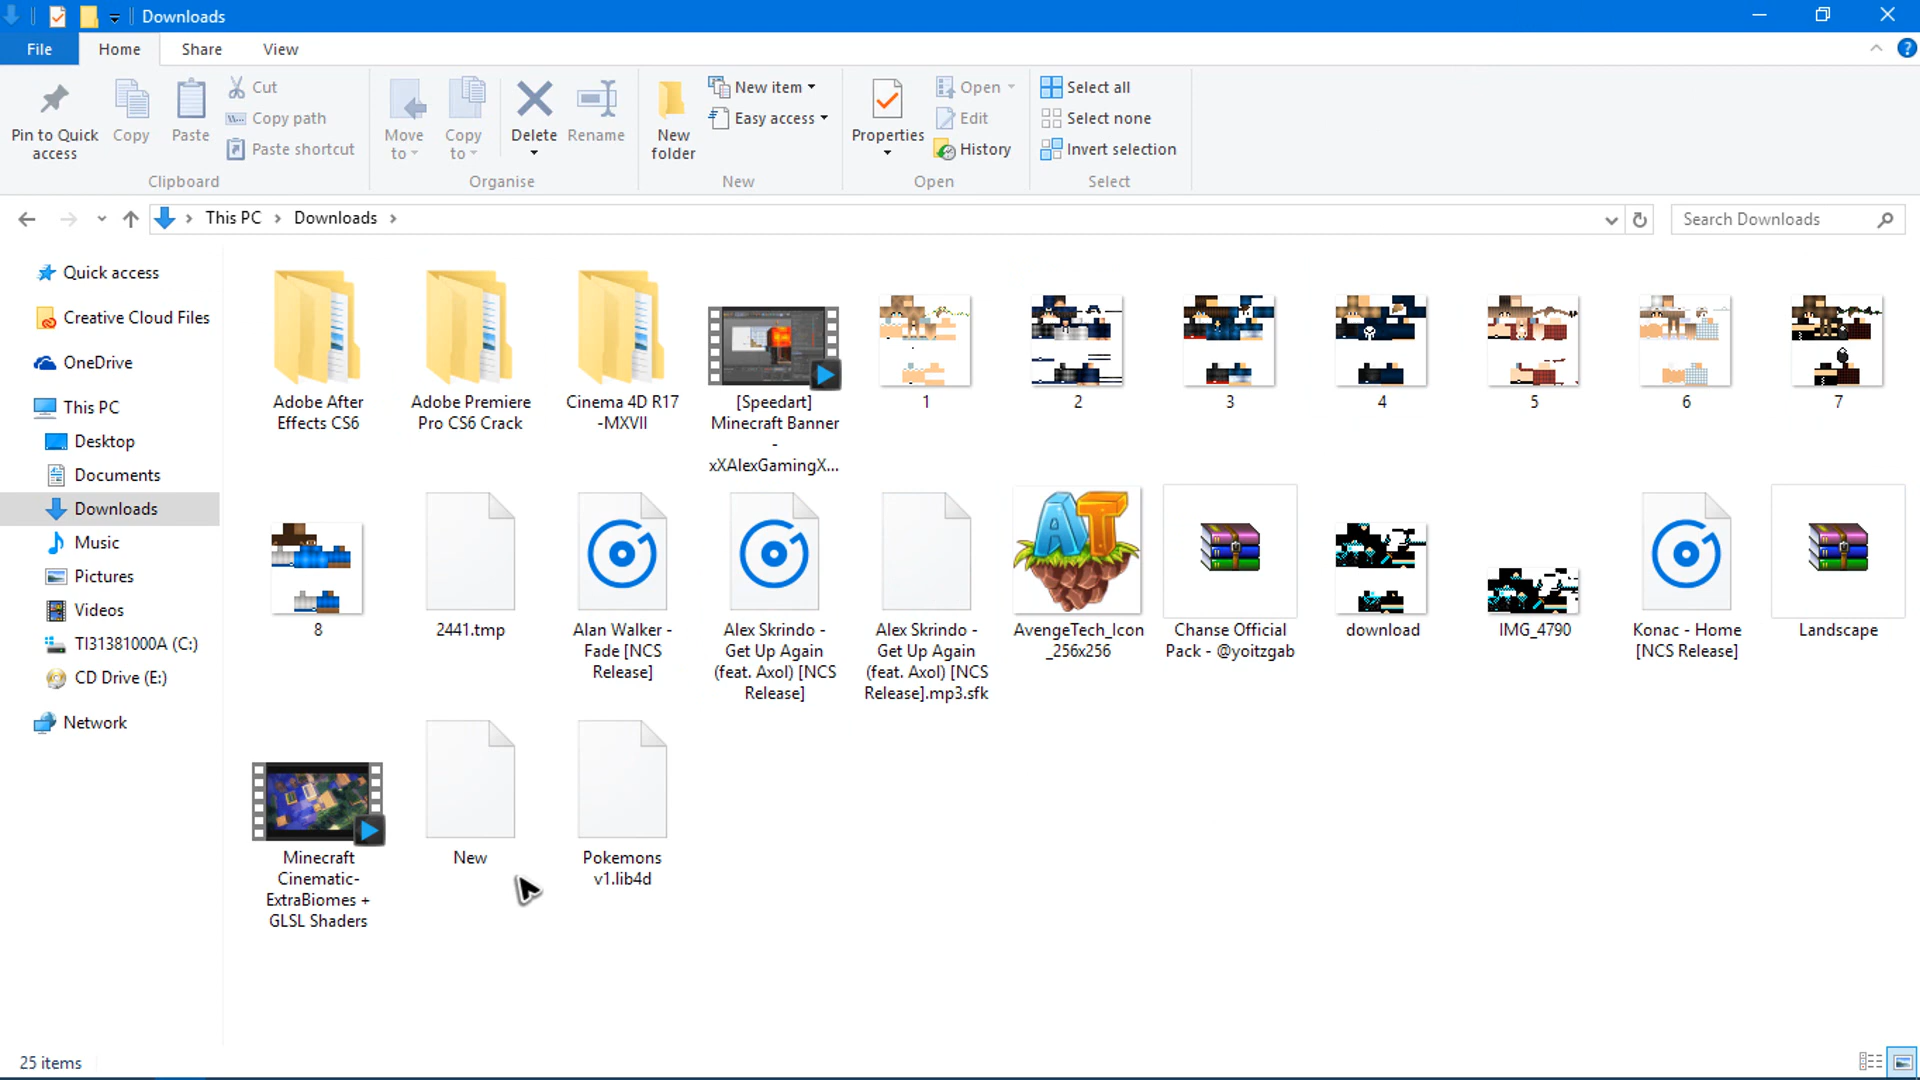 Downloads
File
Home
Share
View
Pin to Quick
access
Copy
Paste
Cut
Copy path
Paste shortcut
Clipboard
Move
to
Copy
to
Delete
Rename
Organise
New
folder
New item
Easy access
New
Properties
Open
Edit
History
Open
Select all
Select none
Invert selection
Select
This PC
Downloads
Search Downloads
Quick access
Creative Cloud Files
OneDrive
This PC
Desktop
Documents
Downloads
Music
Pictures
Videos
TI31381000A (C:)
CD Drive (E:)
Network
Adobe After
Effects CS6
Adobe Premiere
Pro CS6 Crack
Cinema 4D R17
-MXVII
[Speedart]
Minecraft Banner
-
xXAlexGamingX...
1
2
3
4
5
6
7
8
2441.tmp
Alan Walker -
Fade [NCS
Release]
Alex Skrindo -
Get Up Again
(feat. Axol) [NCS
Release]
Alex Skrindo -
Get Up Again
(feat. Axol) [NCS
Release].mp3.sfk
AT
AvengeTech_Icon
_256x256
Chanse Official
Pack - @yoitzgab
download
IMG_4790
Konac - Home
[NCS Release]
Landscape
Minecraft
Cinematic-
ExtraBiomes +
GLSL Shaders
New
Pokemons
v1.lib4d
25 items